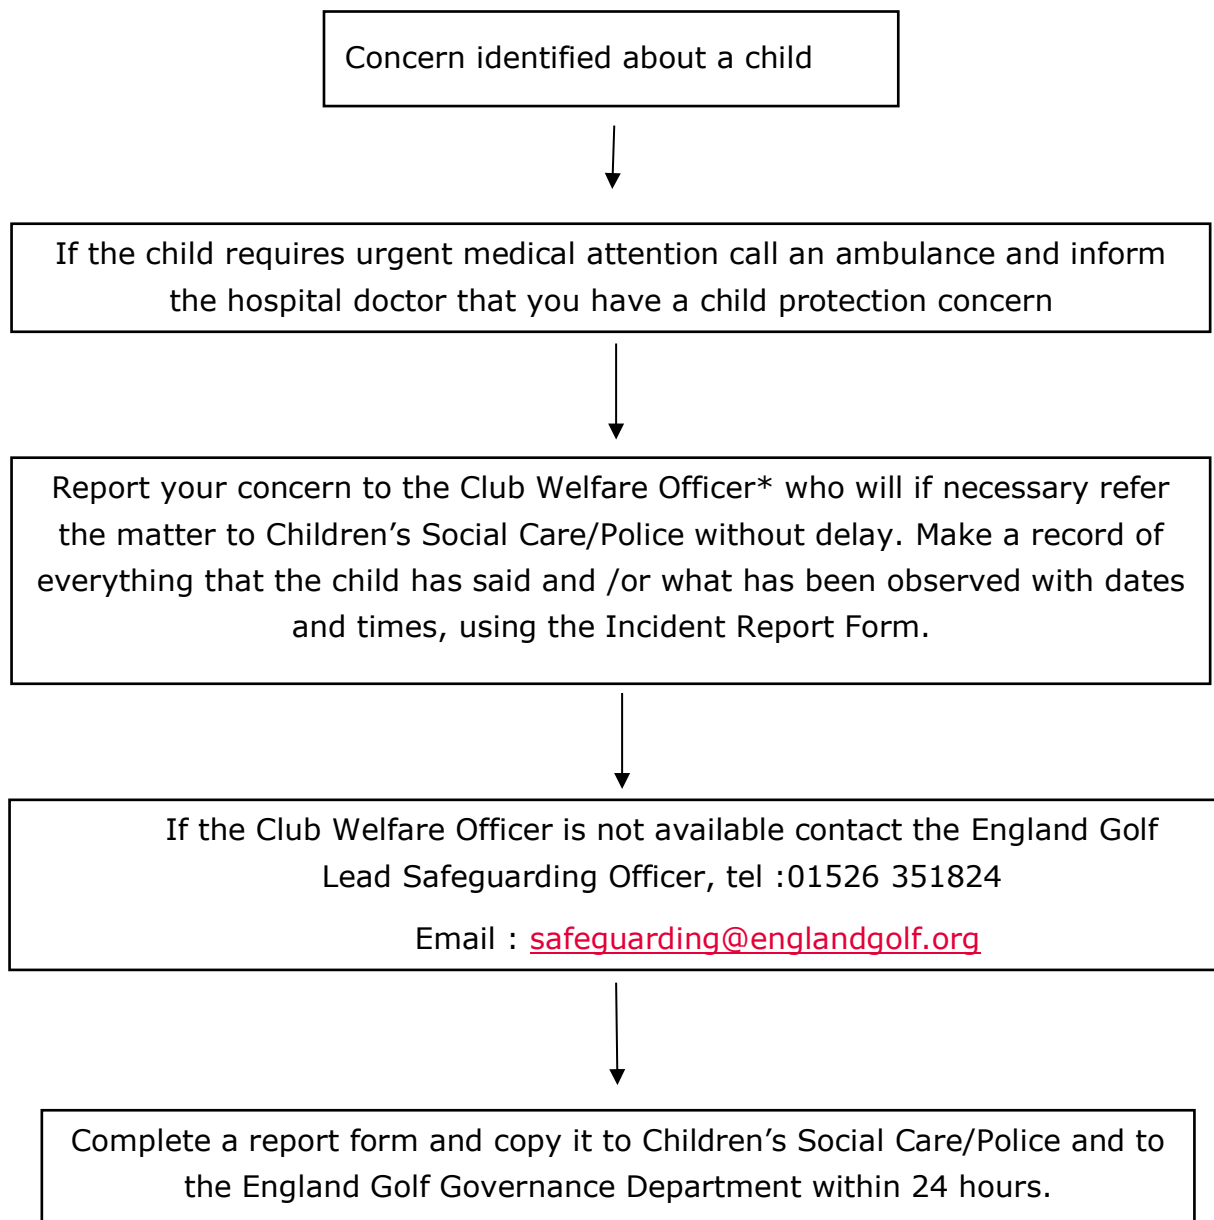 Concern identified about a child
If the child requires urgent medical attention call an ambulance and inform
the hospital doctor that you have a child protection concern
Report your concern to the Club Welfare Officer* who will if necessary refer
the matter to Children’s Social Care/Police without delay. Make a record of
everything that the child has said and /or what has been observed with dates
and times, using the Incident Report Form.
If the Club Welfare Officer is not available contact the England Golf
Lead Safeguarding Officer, tel :01526 351824
Email : safeguarding@englandgolf.org
Complete a report form and copy it to Children’s Social Care/Police and to
the England Golf Governance Department within 24 hours.